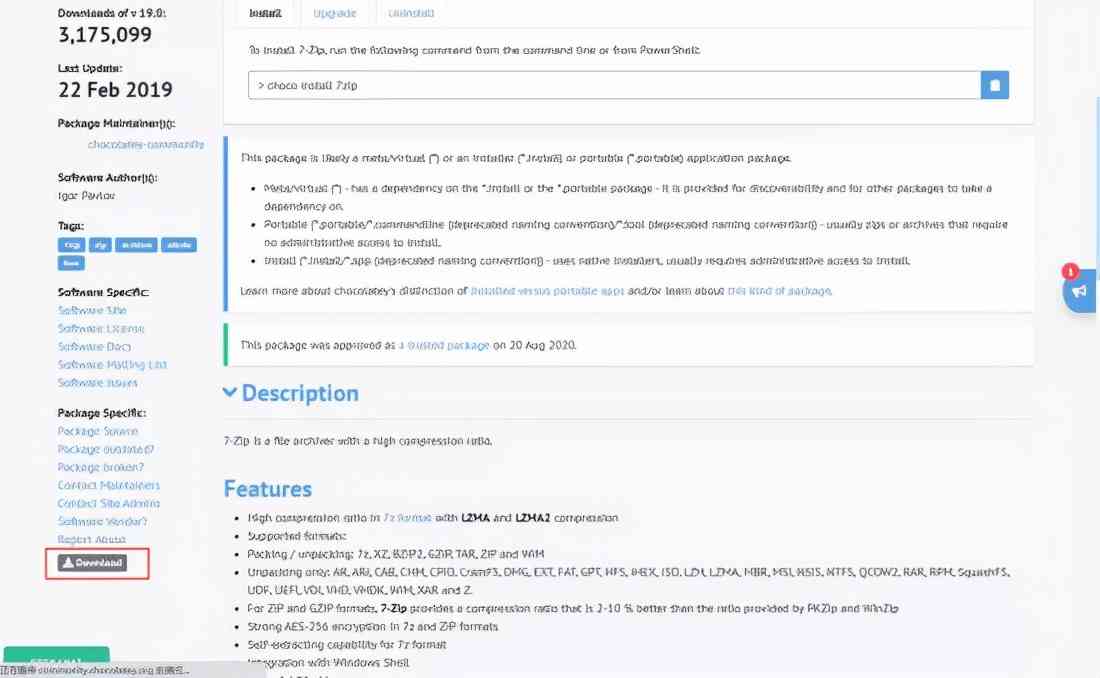 Downloads of v 19.0:
3,175,099
Last Update:
22 Feb 2019
Package Maintainer(s):
chocolatey-community
Software Author(s):
Igor Pavlov
Tags:
7zip zip archiver admin
foss
Software Specific:
Software Site
Software License
Software Docs
Software Mailing List
Software Issues
Package Specific:
Package Source
Package outdated?
Package broken?
Contact Maintainers
Contact Site Admins
Software Vendor?
Report Abuse
Download
Install Upgrade Uninstall
To install 7-Zip, run the following command from the command line or from PowerShell:
> choco install 7zip
This package is likely a meta/virtual (*) or an installer (*.install) or portable (*.portable) application package.
Meta/virtual (*) - has a dependency on the *.install or the *.portable package - it is provided for discoverability and for other packages to take a
dependency on.
Portable (*.portable/*.commandline (deprecated naming convention)/*.tool (deprecated naming convention)) - usually zips or archives that require
no administrative access to install.
Install (*.install/*.app (deprecated naming convention)) - uses native installers, usually requires administrative access to install.
Learn more about chocolatey's distinction of installed versus portable apps and/or learn about this kind of package.
This package was approved as a trusted package on 20 Aug 2020.
Description
7-Zip is a file archiver with a high compression ratio.
Features
High compression ratio in 7z format with LZMA and LZMA2 compression
Supported formats:
Packing / unpacking: 7z, XZ, BZIP2, GZIP, TAR, ZIP and WIM
Unpacking only: AR, ARJ, CAB, CHM, CPIO, CramFS, DMG, EXT, FAT, GPT, HFS, IHEX, ISO, LZH, LZMA, MBR, MSI, NSIS, NTFS, QCOW2, RAR, RPM, SquashFS,
UDF, UEFI, VDI, VHD, VMDK, WIM, XAR and Z.
For ZIP and GZIP formats, 7-Zip provides a compression ratio that is 2-10 % better than the ratio provided by PKZip and WinZip
Strong AES-256 encryption in 7z and ZIP formats
Self-extracting capability for 7z format
Integration with Windows Shell
1